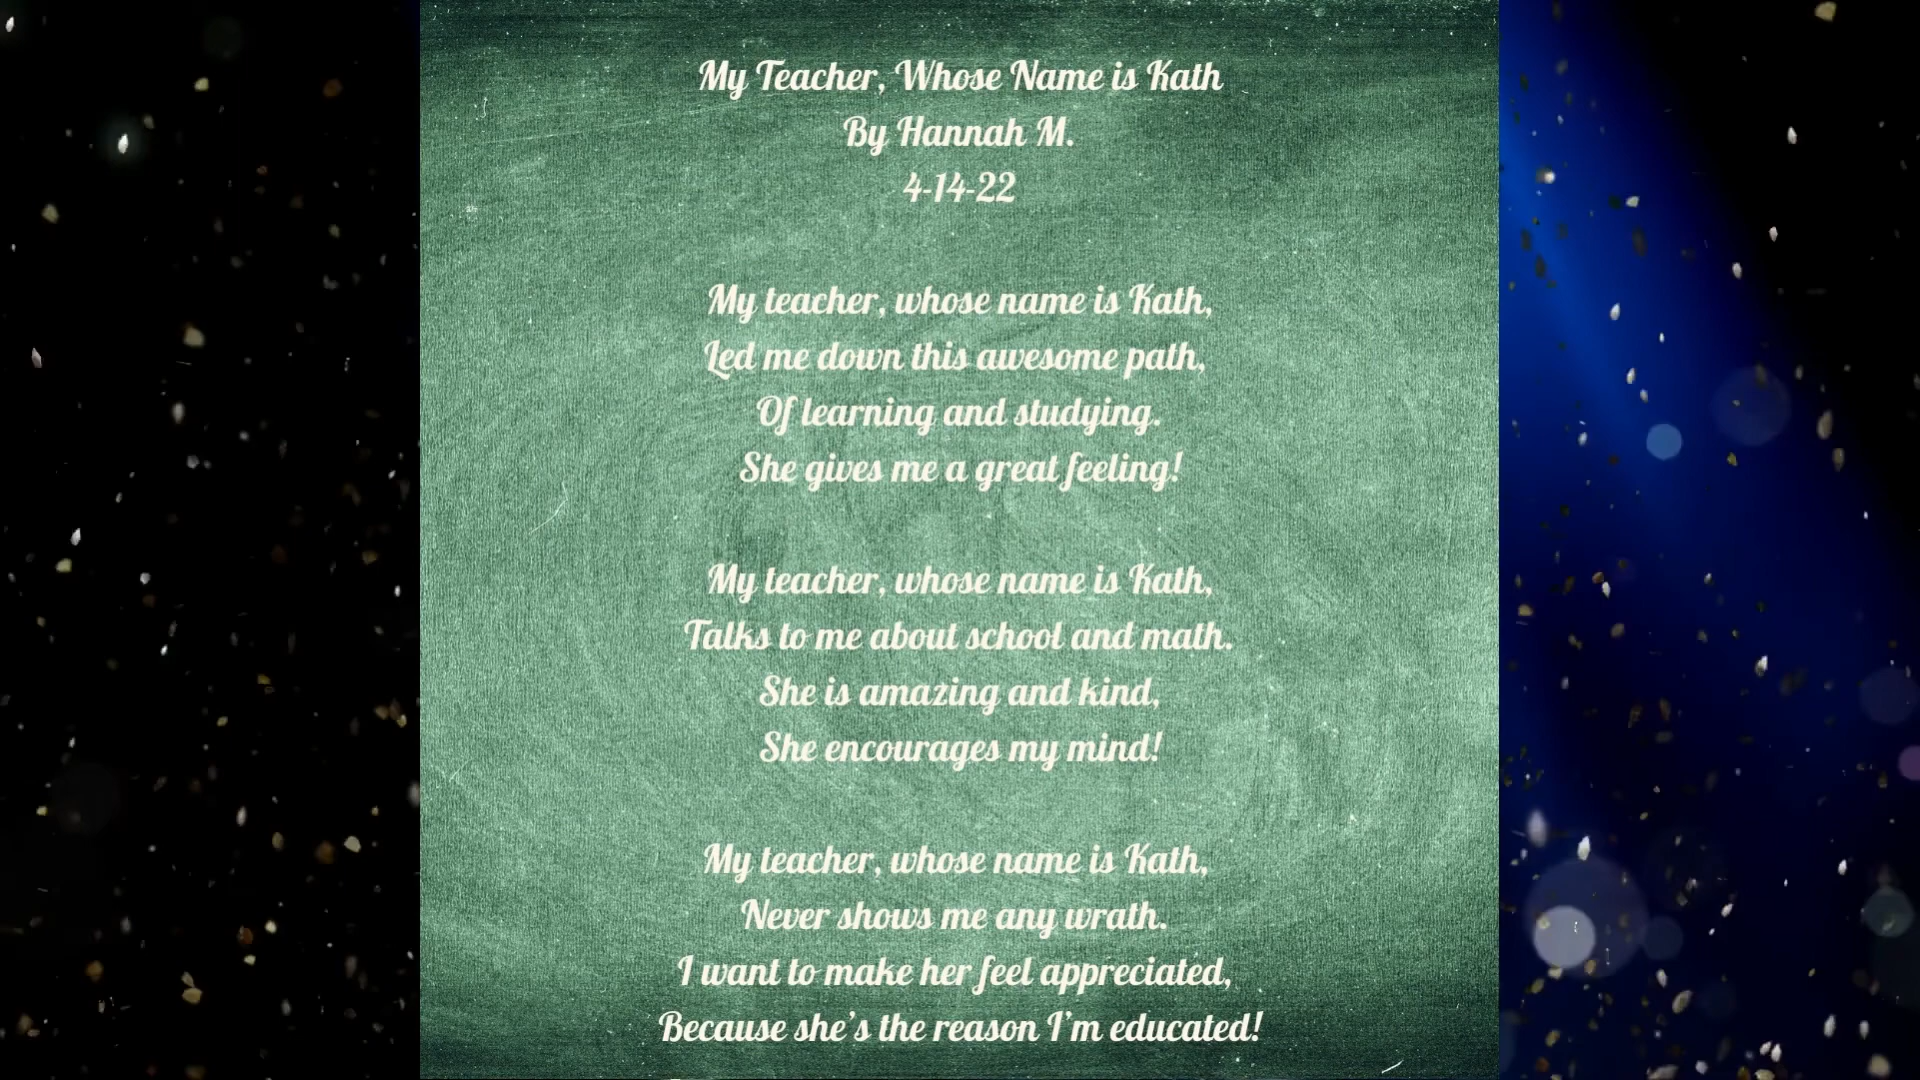 My Teacher, Whose Name is Kath
By Hannah M.
4-14-22
My teacher, whose name is Kath,
Led me down this awesome path,
Of learning and studying.
She gives me a great feeling!
My teacher, whose name is Kath,
Talks to me about school and math.
She is amazing and kind,
She encourages my mind!
My teacher, whose name is Kath,
Never shows me any wrath.
I want to make her feel appreciated,
Because she's the reason I'm educated!